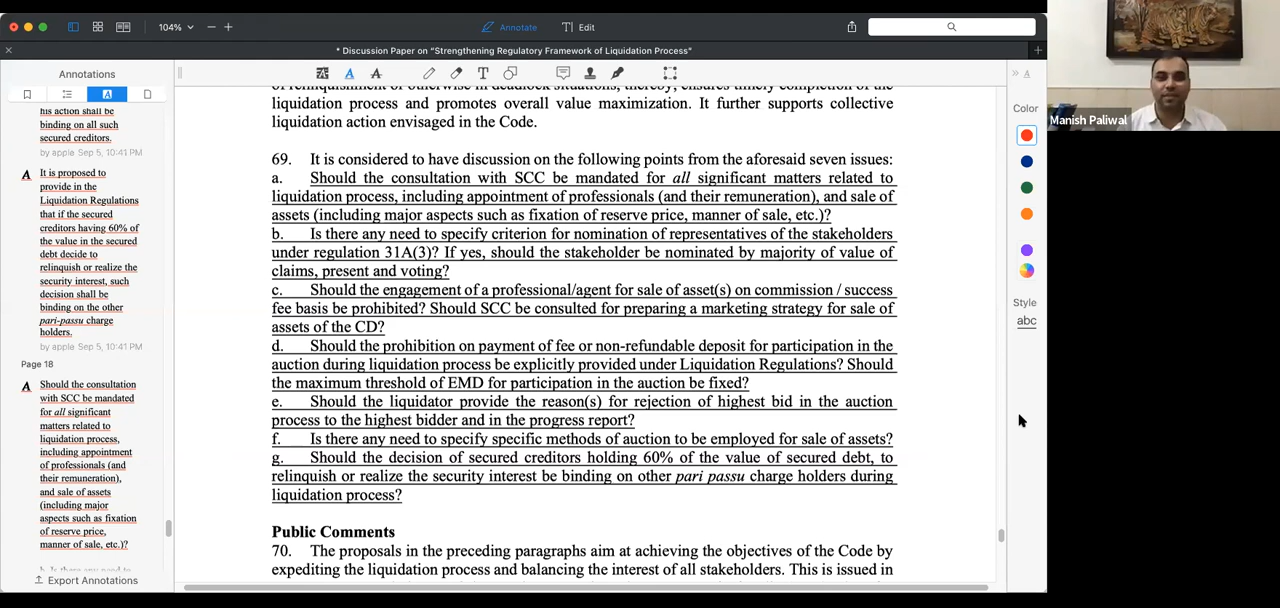 104%
Annotate
Edit
* Discussion Paper on "Strengthening Regulatory Framework of Liquidation Process"
Annotations
his action shall be
binding on all such
secured creditors.
by apple Sep 5, 10:41 PM
It is proposed to
provide in the
Liquidation Regulations
that if the secured
creditors having 60% of
the value in the secured
debt decide to
relinquish or realize the
security interest, such
decision shall be
binding on the other
pari-passu charge
holders.
by apple Sep 5, 10:41 PM
Page 18
Should the consultation
with SCC be mandated
for all significant
matters related to
liquidation process,
including appointment
of professionals (and
their remuneration),
and sale of assets
(including major
aspects such as fixation
of reserve price,
manner of sale, etc.)?
Export Annotations
of relinquishment or otherwise in deadlock situations, thereby, ensures timely completion of the
liquidation process and promotes overall value maximization. It further supports collective
liquidation action envisaged in the Code.
69. It is considered to have discussion on the following points from the aforesaid seven issues:
a. Should the consultation with SCC be mandated for all significant matters related to
liquidation process, including appointment of professionals (and their remuneration), and sale of
assets (including major aspects such as fixation of reserve price, manner of sale, etc.)?
b. Is there any need to specify criterion for nomination of representatives of the stakeholders
under regulation 31A(3)? If yes, should the stakeholder be nominated by majority of value of
claims, present and voting?
c. Should the engagement of a professional/agent for sale of asset(s) on commission / success
fee basis be prohibited? Should SCC be consulted for preparing a marketing strategy for sale of
assets of the CD?
d. Should the prohibition on payment of fee or non-refundable deposit for participation in the
auction during liquidation process be explicitly provided under Liquidation Regulations? Should
the maximum threshold of EMD for participation in the auction be fixed?
e. Should the liquidator provide the reason(s) for rejection of highest bid in the auction
process to the highest bidder and in the progress report?
f. Is there any need to specify specific methods of auction to be employed for sale of assets?
g. Should the decision of secured creditors holding 60% of the value of secured debt, to
relinquish or realize the security interest be binding on other pari passu charge holders during
liquidation process?
Public Comments
70. The proposals in the preceding paragraphs aim at achieving the objectives of the Code by
expediting the liquidation process and balancing the interest of all stakeholders. This is issued in
Color
Style
abc
Manish Paliwal